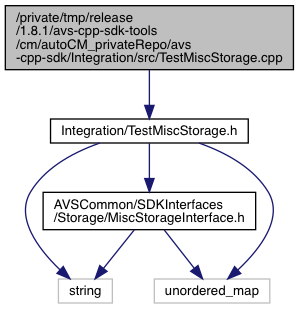 /private/tmp/release
/1.8.1/avs-cpp-sdk-tools
/cm/autoCM_privateRepo/avs
-cpp-sdk/Integration/src/TestMiscStorage.cpp
Integration/TestMiscStorage.h
AVSCommon/SDKInterfaces
/Storage/MiscStorageInterface.h
string
unordered_map